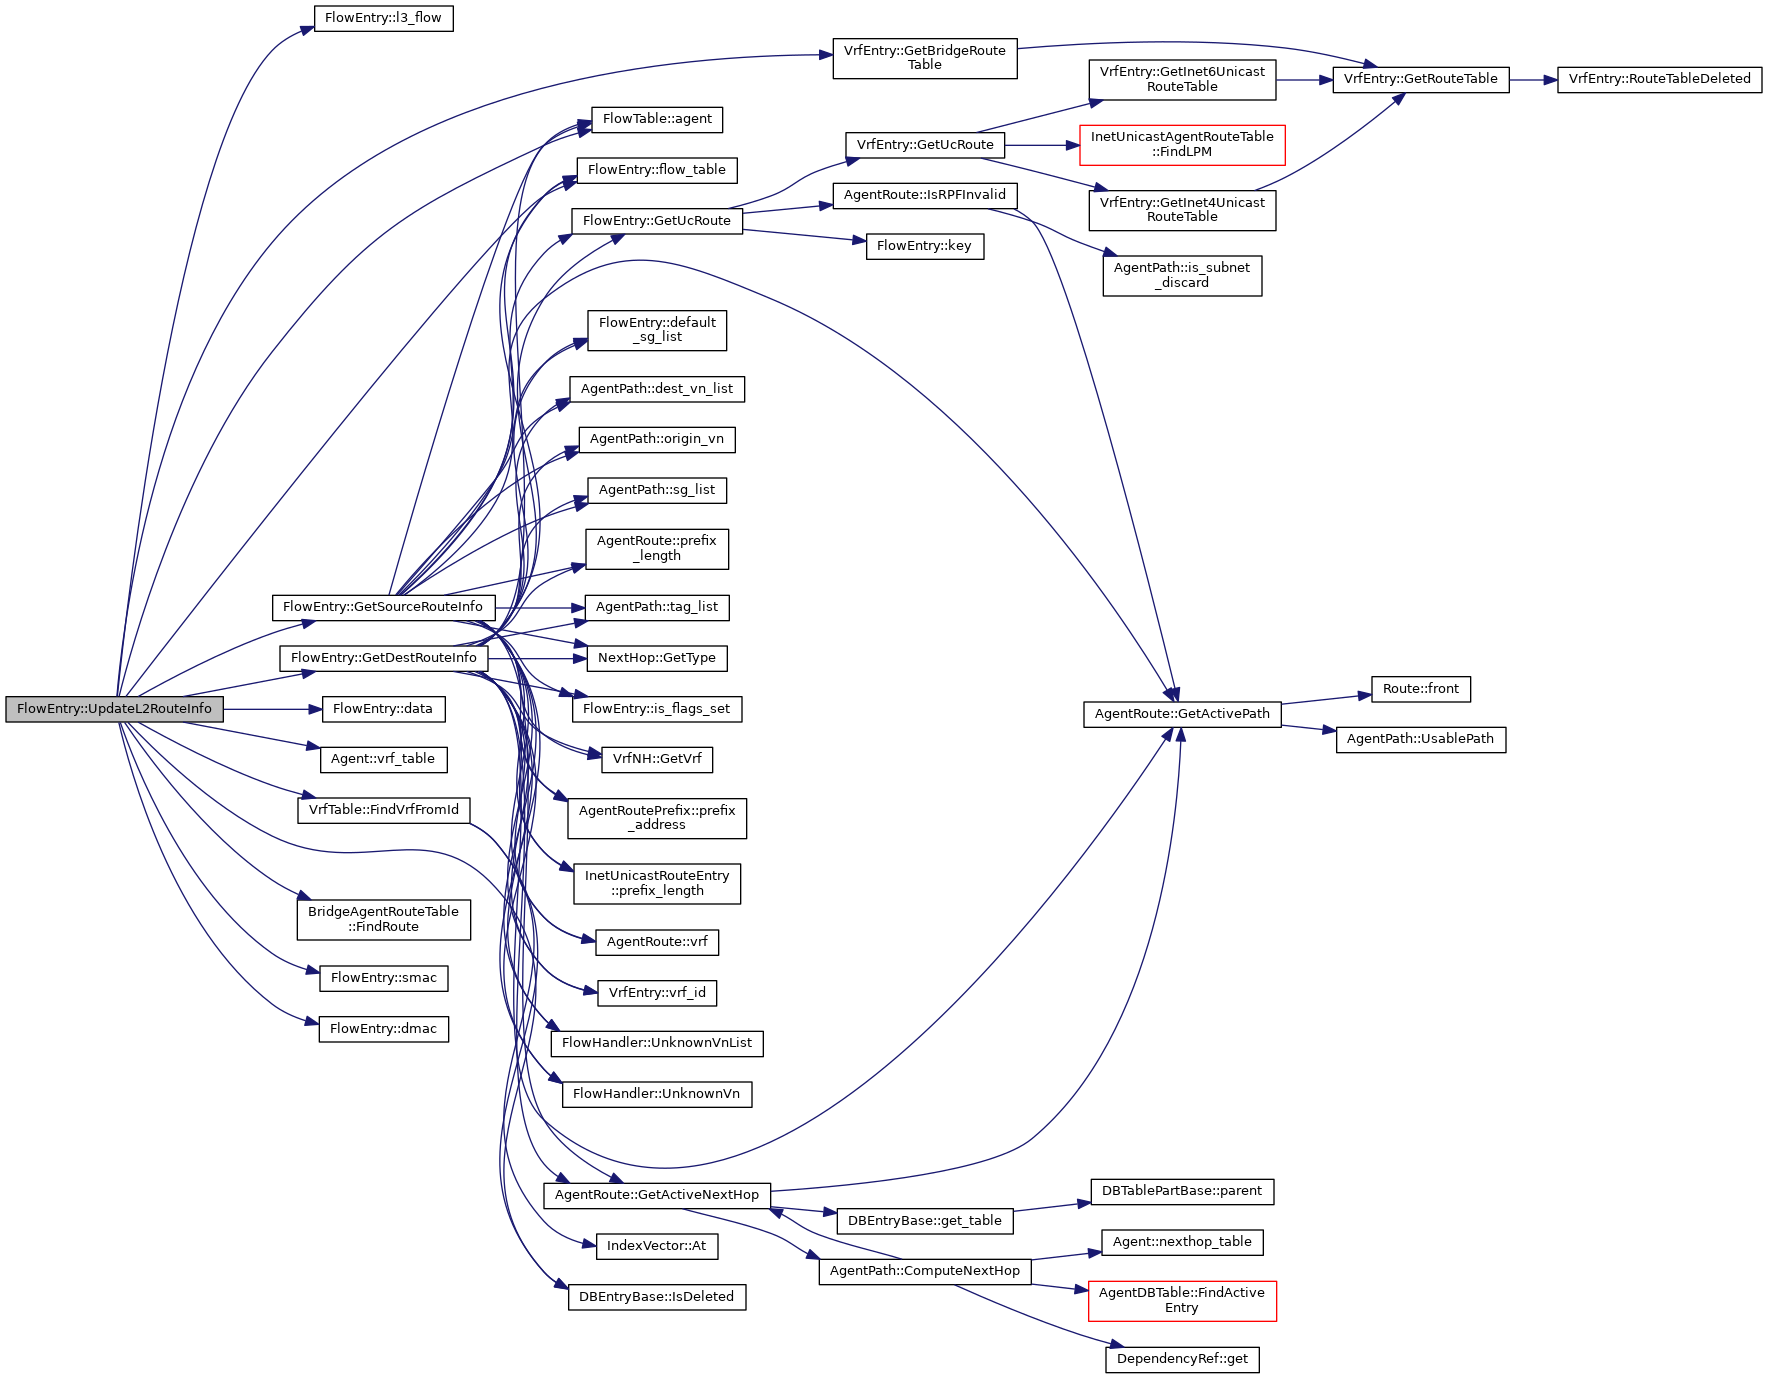 FlowEntry::UpdateL2RouteInfo
FlowEntry::l3_flow
FlowEntry::GetSourceRouteInfo
FlowEntry::GetDestRouteInfo
FlowEntry::data
Agent::vrf_table
VrfTable::FindVrfFromId
BridgeAgentRouteTable
::FindRoute
FlowEntry::smac
FlowEntry::dmac
FlowTable::agent
FlowEntry::flow_table
FlowEntry::GetUcRoute
FlowEntry::default
_sg_list
AgentPath::dest_vn_list
AgentPath::origin_vn
AgentPath::sg_list
AgentRoute::prefix
_length
AgentPath::tag_list
NextHop::GetType
FlowEntry::is_flags_set
VrfNH::GetVrf
AgentRoutePrefix::prefix
_address
InetUnicastRouteEntry
::prefix_length
AgentRoute::vrf
VrfEntry::vrf_id
FlowHandler::UnknownVnList
FlowHandler::UnknownVn
AgentRoute::GetActiveNextHop
IndexVector::At
DBEntryBase::IsDeleted
VrfEntry::GetBridgeRoute
Table
VrfEntry::GetUcRoute
AgentRoute::IsRPFInvalid
FlowEntry::key
DBEntryBase::get_table
AgentPath::ComputeNextHop
VrfEntry::GetInet6Unicast
RouteTable
InetUnicastAgentRouteTable
::FindLPM
VrfEntry::GetInet4Unicast
RouteTable
AgentPath::is_subnet
_discard
AgentRoute::GetActivePath
DBTablePartBase::parent
Agent::nexthop_table
AgentDBTable::FindActive
Entry
DependencyRef::get
VrfEntry::GetRouteTable
Route::front
AgentPath::UsablePath
VrfEntry::RouteTableDeleted